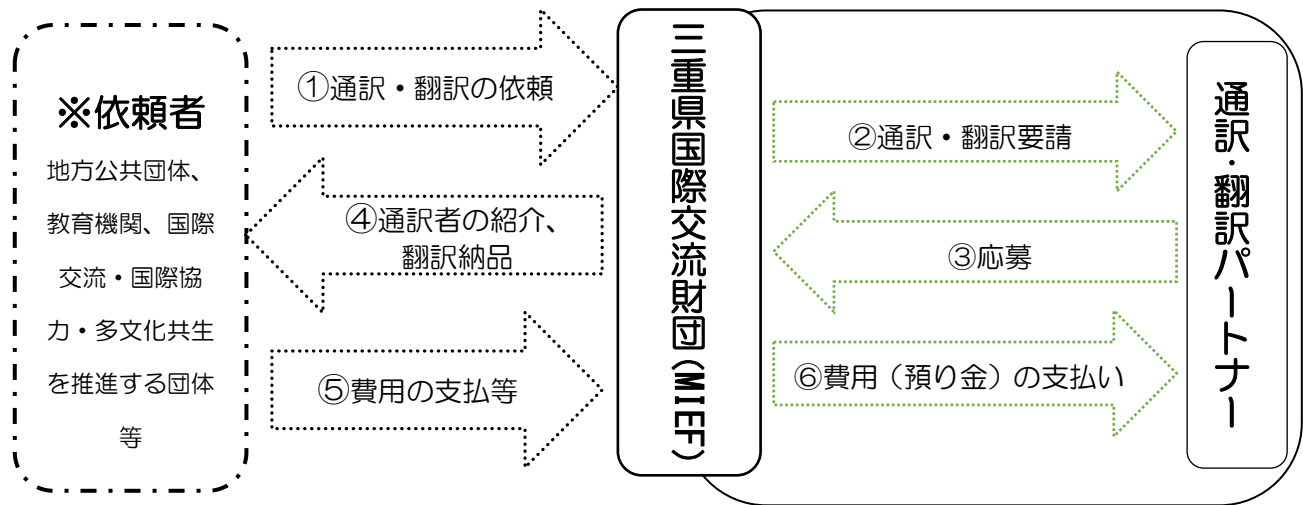 ※依頼者
地方公共団体、
教育機関、国際
交流・国際協
力・多文化共生
を推進する団体
等
①通訳・翻訳の依頼
④通訳者の紹介、
翻訳納品
⑤費用の支払等
三重県国際交流財団(MIEF)
②通訳・翻訳要請
③応募
⑥費用（預り金）の支払い
通訳・翻訳パートナー